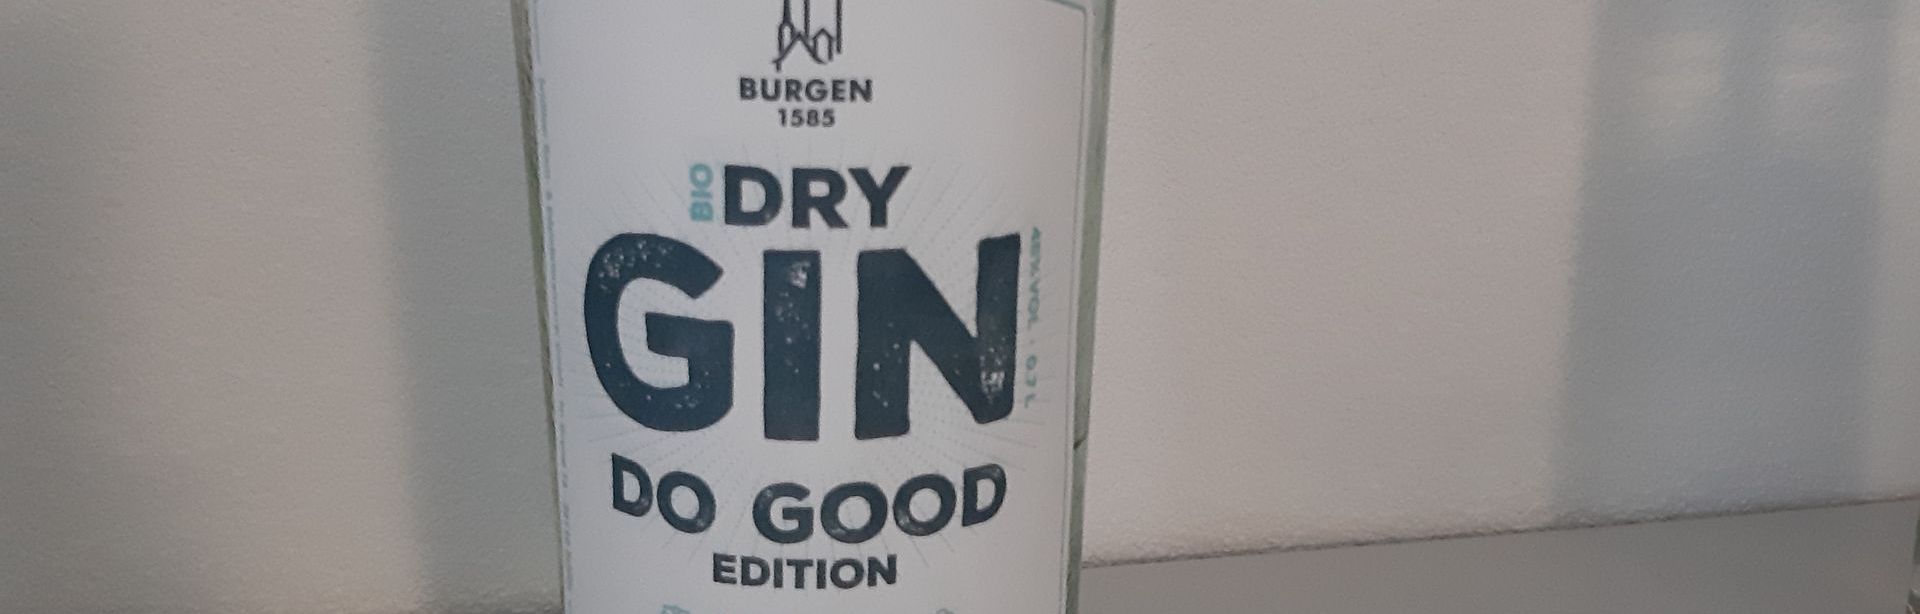 BURGEN
1585
BIO
DRY
GIN
DO GOOD
EDITION